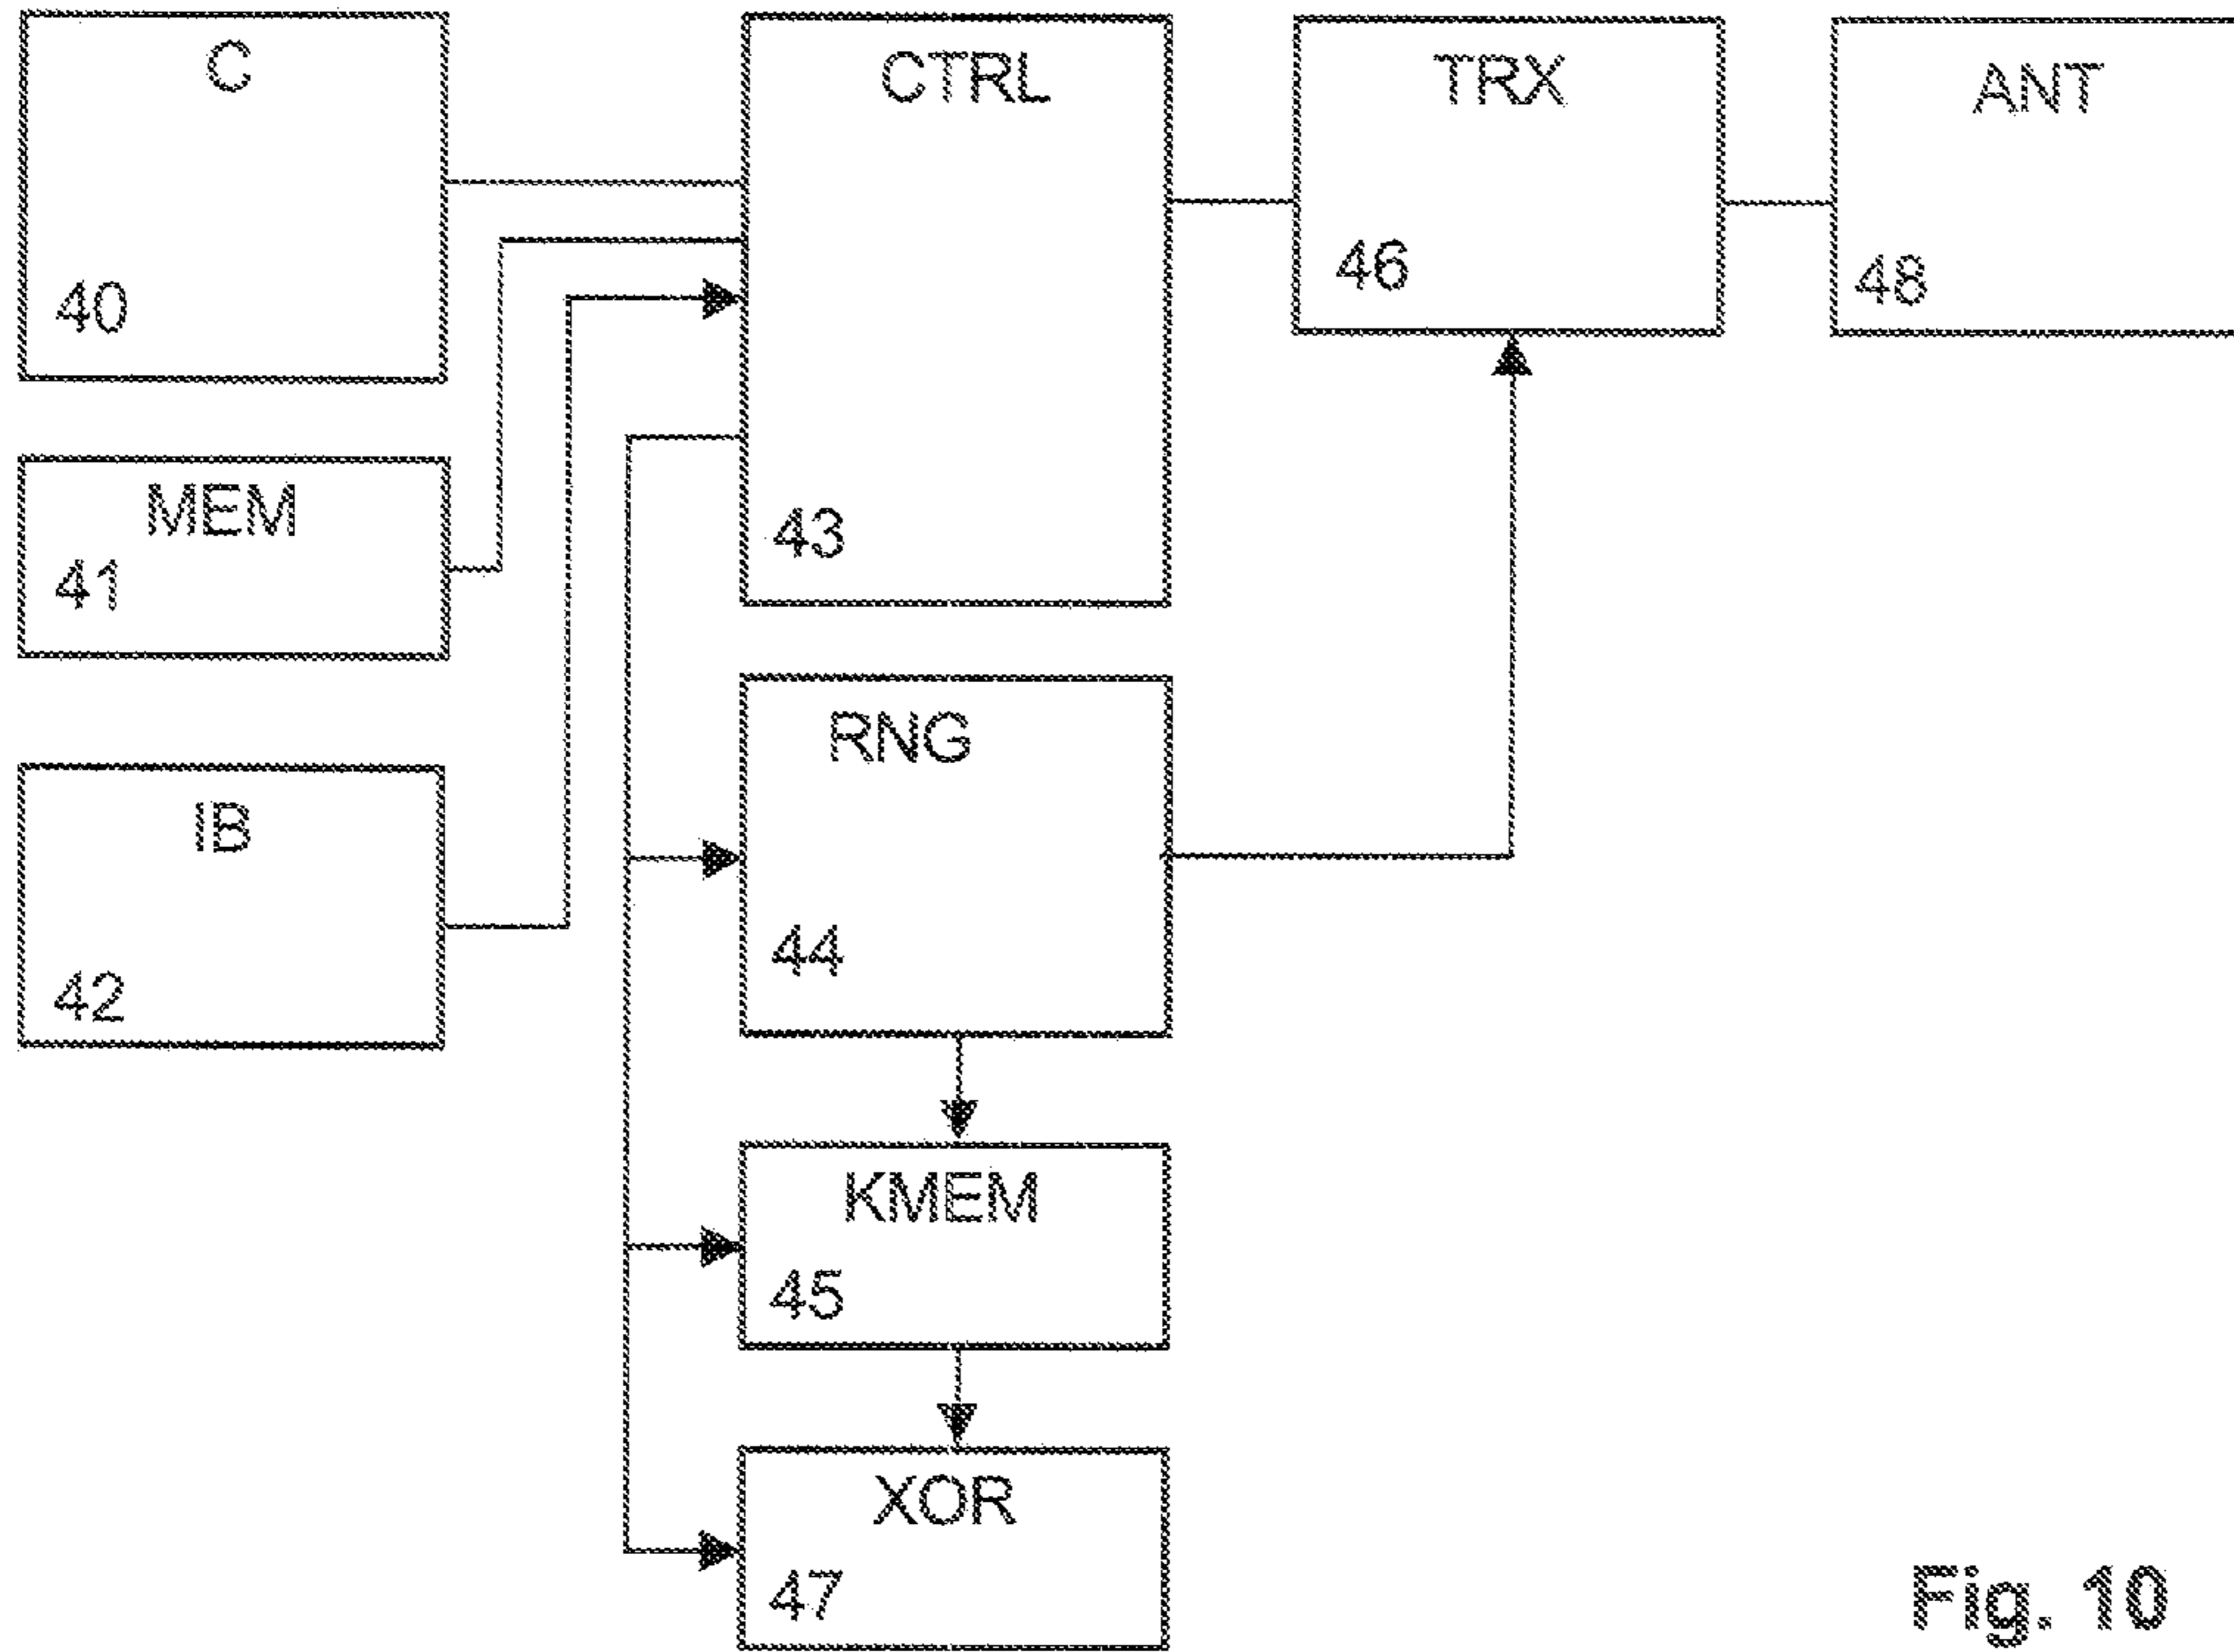 C
40
MEM
41
IB
42
CTRL
43
RNG
44
KMEM
45
XOR
47
TRX
46
ANT
48
Fig. 10